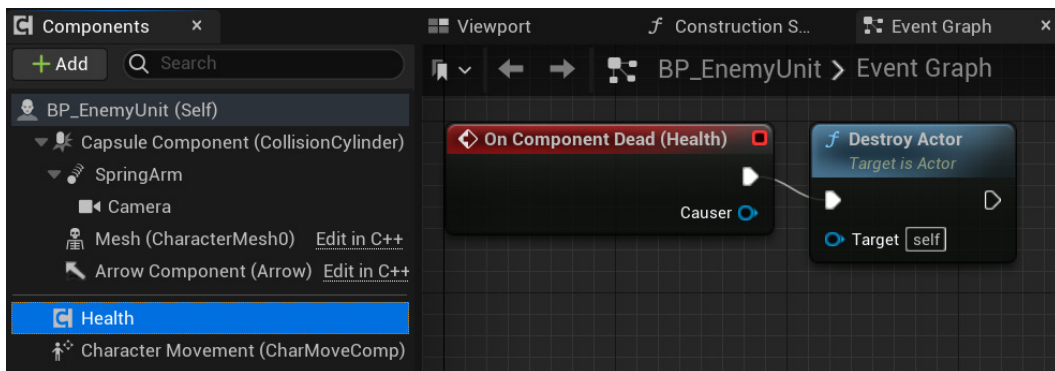 Components
+ Add
Search
BP_EnemyUnit (Self)
Capsule Component (CollisionCylinder)
SpringArm
Camera
Mesh (CharacterMesh0) Edit in C++
Arrow Component (Arrow) Edit in C++
Health
Character Movement (CharMoveComp)
Viewport
Construction S...
Event Graph
BP_EnemyUnit > Event Graph
On Component Dead (Health)
Causer
Destroy Actor
Target is Actor
Target self